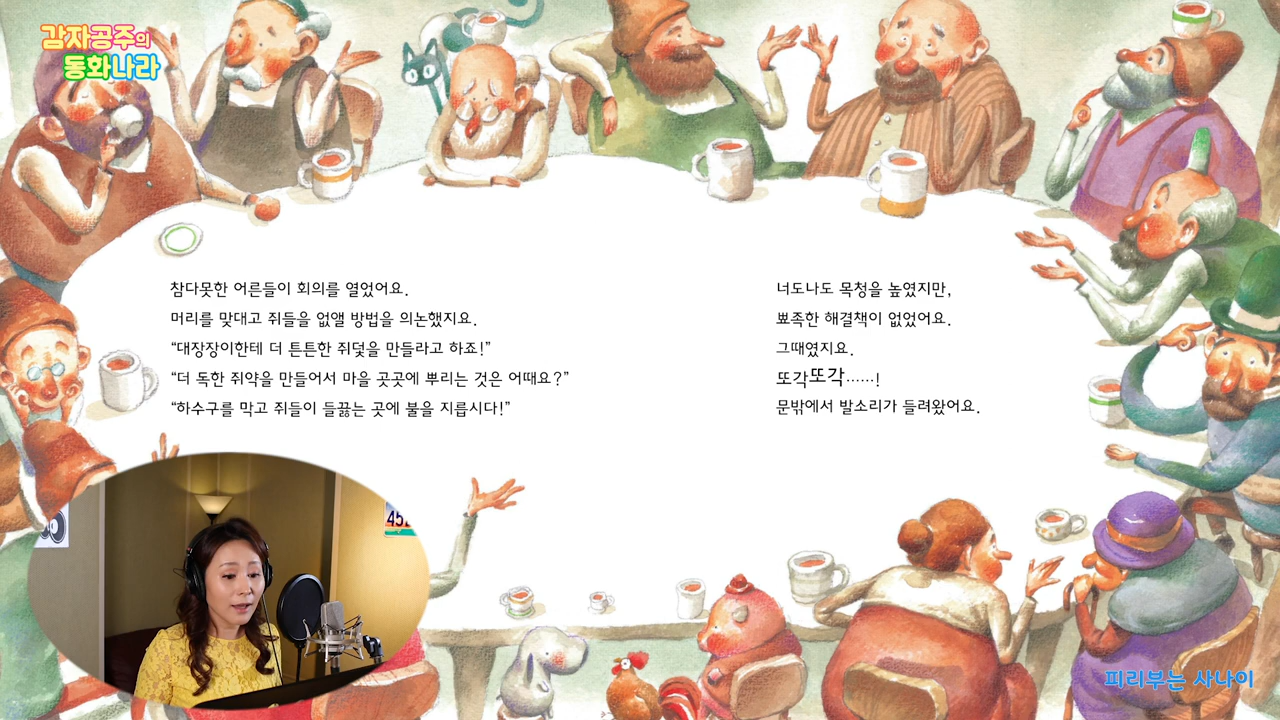 감자공주의
동화나라
참다못한 어른들이 회의를 열었어요.
머리를 맞대고 쥐들을 없앨 방법을 의논했지요.
“대장장이한테 더 튼튼한 쥐덫을 만들라고 하죠!”
“더 독한 쥐약을 만들어서 마을 곳곳에 뿌리는 것은 어때요?”
“하수구를 막고 쥐들이 들끓는 곳에 불을 지릅시다!”
너도나도 목청을 높였지만,
뾰족한 해결책이 없었어요.
그때였지요.
또각또각……!
문밖에서 발소리가 들려왔어요.
피리부는 사나이